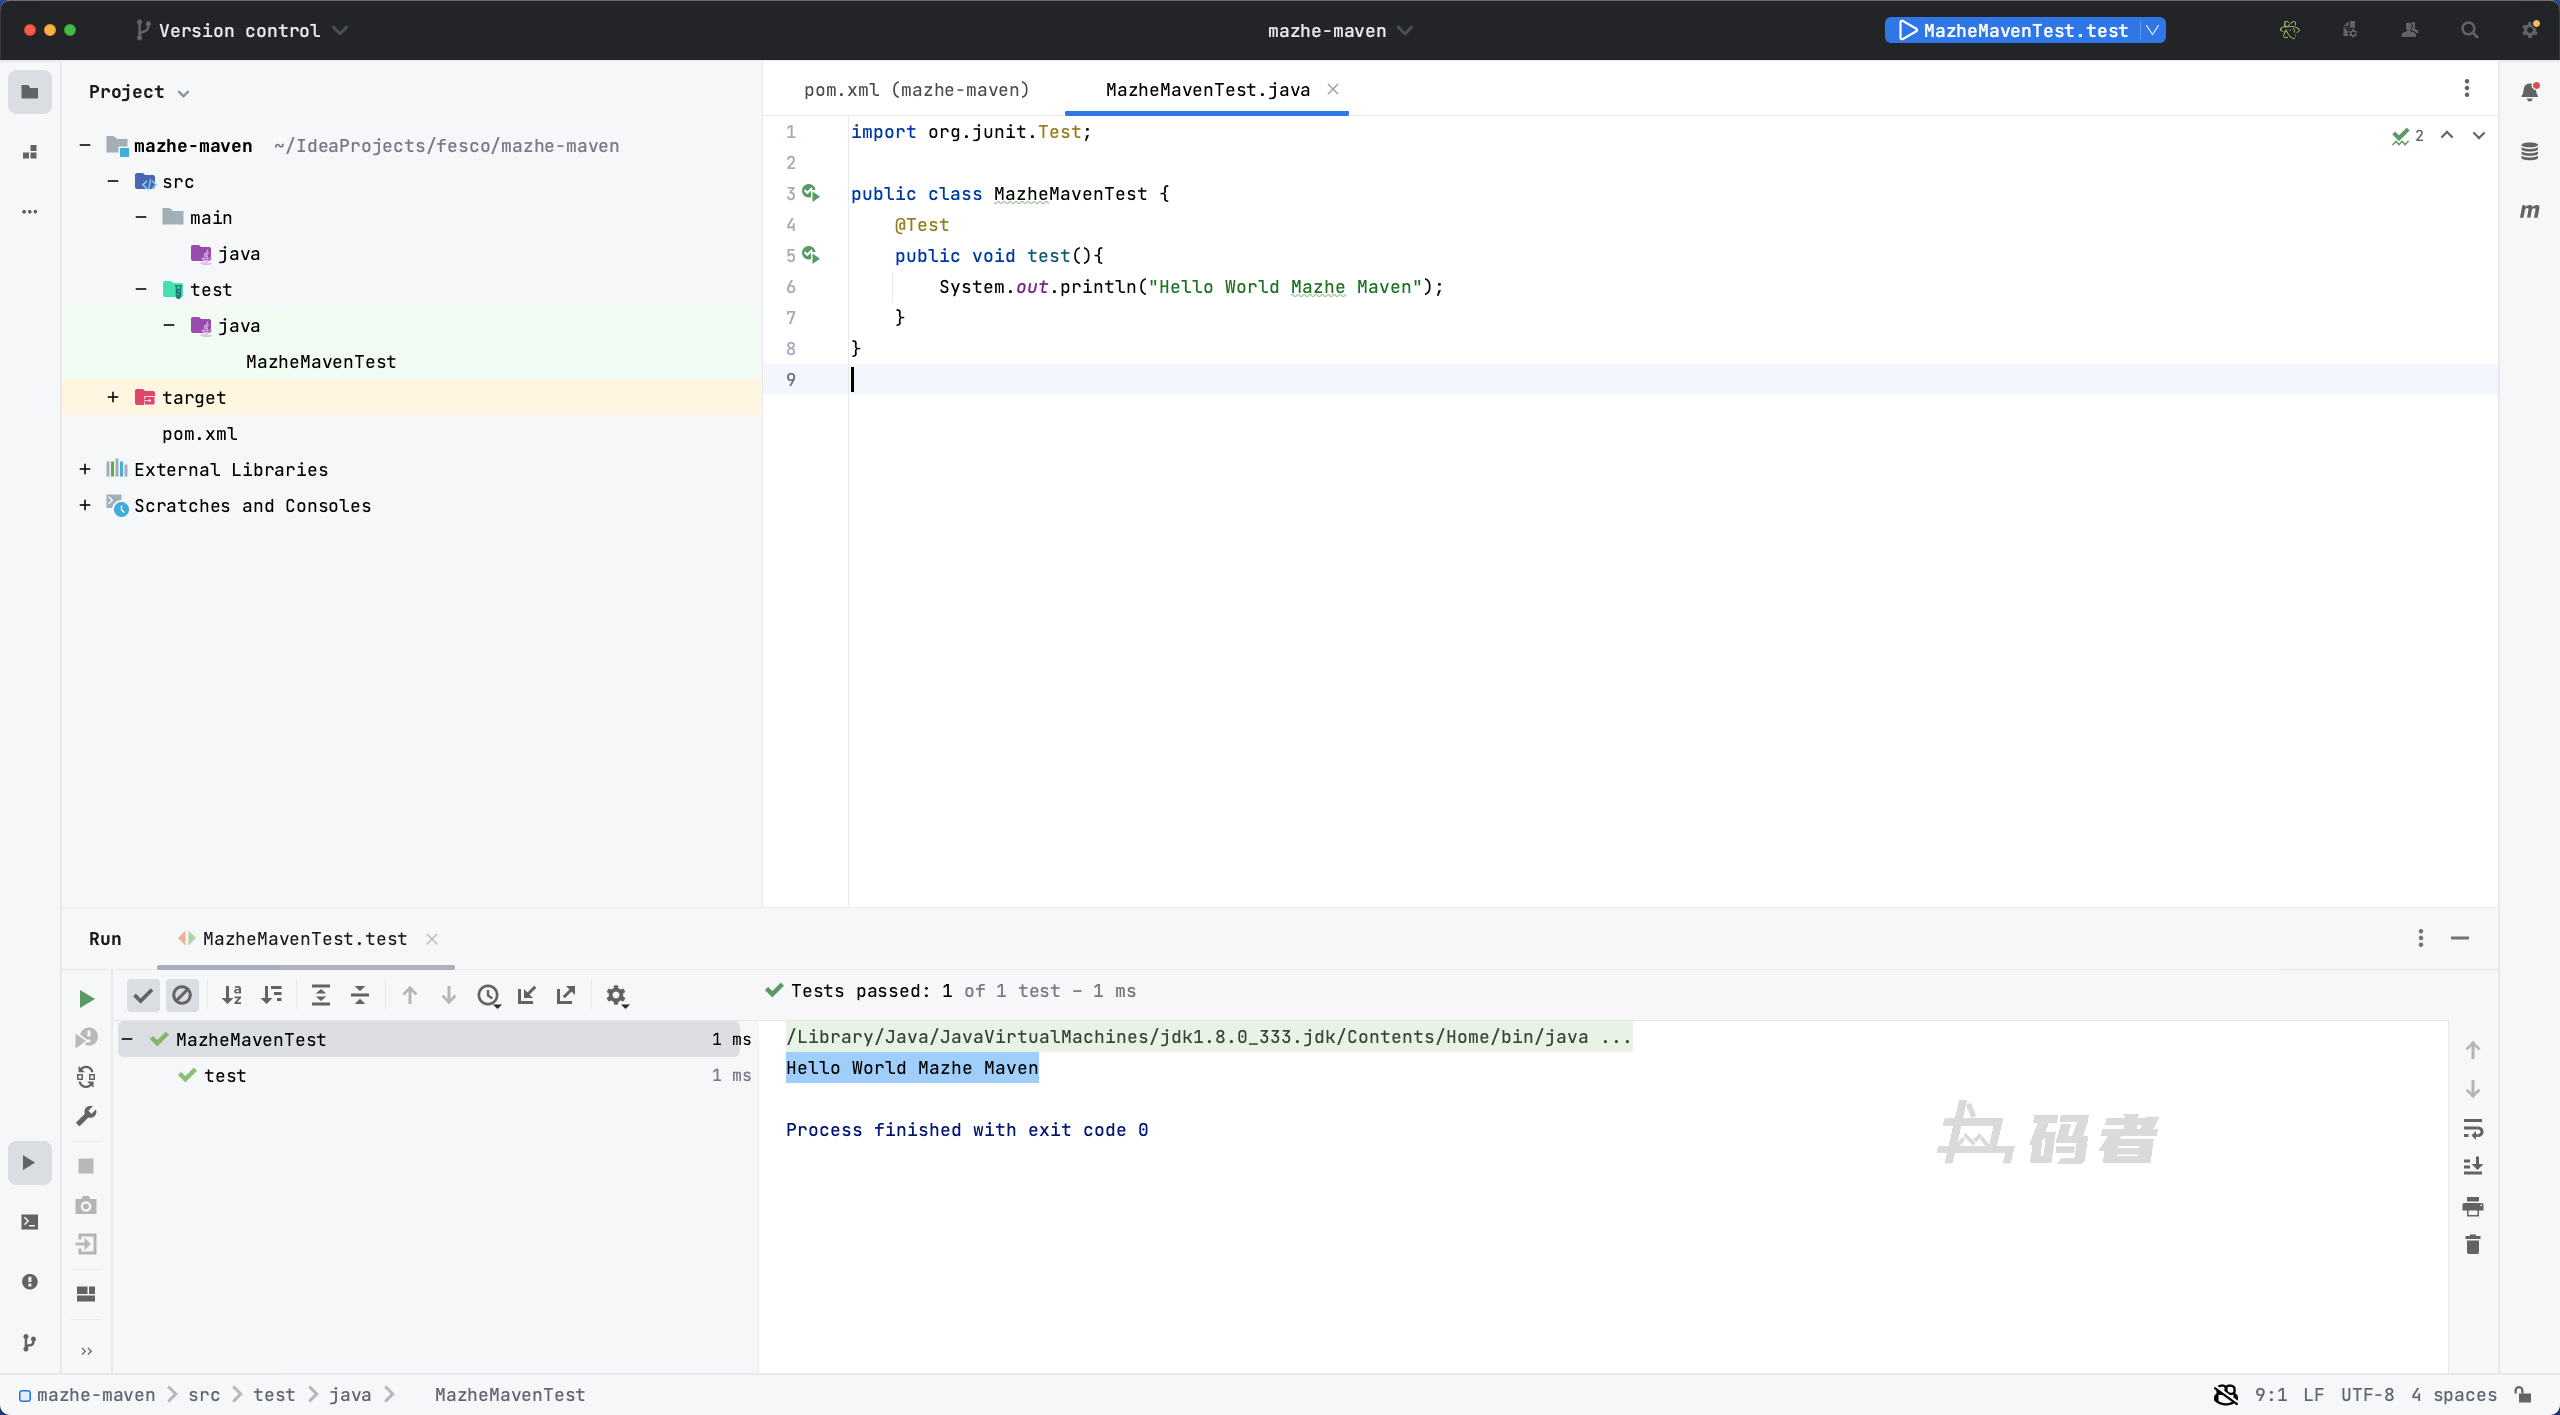 Version control
mazhe-maven
MazheMavenTest.test
Project
mazhe-maven ~/IdeaProjects/fesco/mazhe-maven
src
main
java
test
java
MazheMavenTest
target
pom.xml
External Libraries
Scratches and Consoles
pom.xml (mazhe-maven)
MazheMavenTest.java
2
1 import org.junit.Test;
2
3 public class MazheMavenTest {
4 @Test
5 public void test(){
6 System.out.println("Hello World Mazhe Maven");
7 }
8 }
9
m
Run
MazheMavenTest.test
Tests passed: 1 of 1 test – 1 ms
MazheMavenTest 1 ms
test 1 ms
/Library/Java/JavaVirtualMachines/jdk1.8.0_333.jdk/Contents/Home/bin/java ...
Hello World Mazhe Maven
Process finished with exit code 0
码者
mazhe-maven > src > test > java > MazheMavenTest
9:1 LF UTF-8 4 spaces